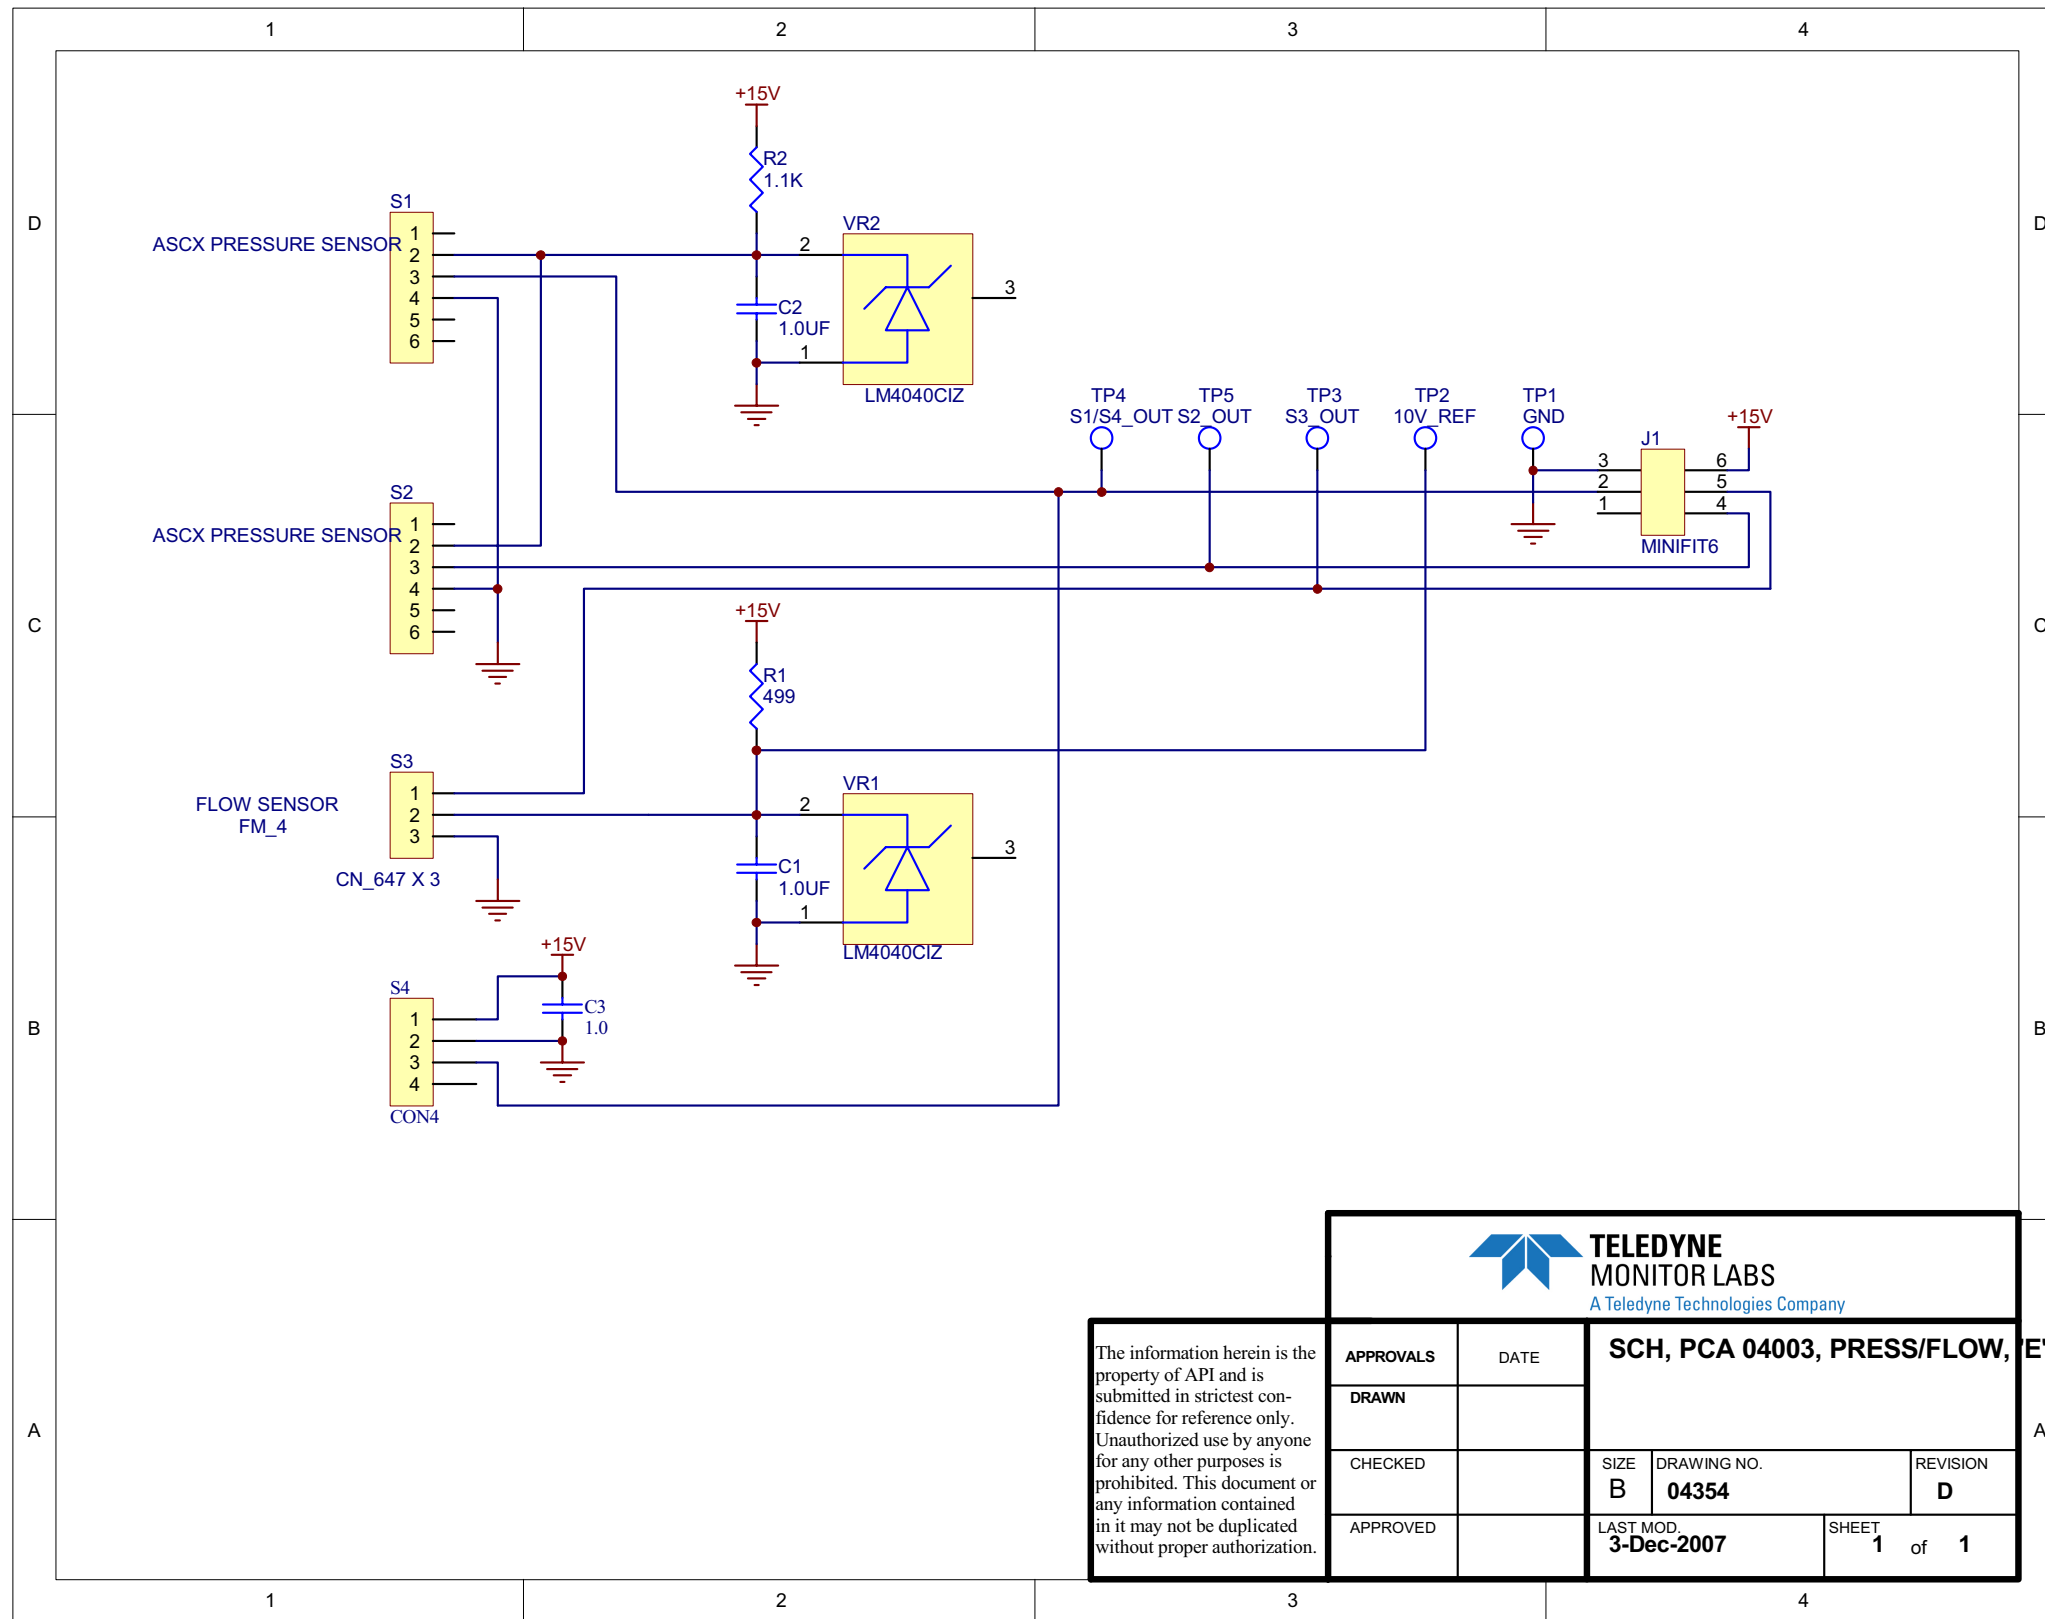 1 2 3 4
+15V
R2
1.1K
S1
D
ASCX PRESSURE SENSOR
1
2
3
4
5
6
VR2
2
3
C2
1.0UF
1
LM4040CIZ
D
TP4 TP5 TP3 TP2 TP1
S1/S4_OUT S2_OUT S3_OUT 10V_REF GND
+15V
J1
3 6
2 5
1 4
MINIFIT6
S2
ASCX PRESSURE SENSOR
1
2
3
4
5
6
C
C
+15V
R1
499
S3
FLOW SENSOR
FM_4
1
2
3
CN_647 X 3
VR1
2
3
C1
1.0UF
1
LM4040CIZ
+15V
S4
C3
1.0
1
2
3
4
CON4
B
B
TELEDYNE
MONITOR LABS
A Teledyne Technologies Company
The information herein is the
property of API and is
submitted in strictest con-
fidence for reference only.
Unauthorized use by anyone
for any other purposes is
prohibited. This document or
any information contained
in it may not be duplicated
without proper authorization.
APPROVALS DATE
DRAWN
CHECKED
APPROVED
SCH, PCA 04003, PRESS/FLOW, 'E'
SIZE DRAWING NO. REVISION
B 04354 D
LAST MOD. SHEET
3-Dec-2007 1 of 1
A
A
1 2 3 4